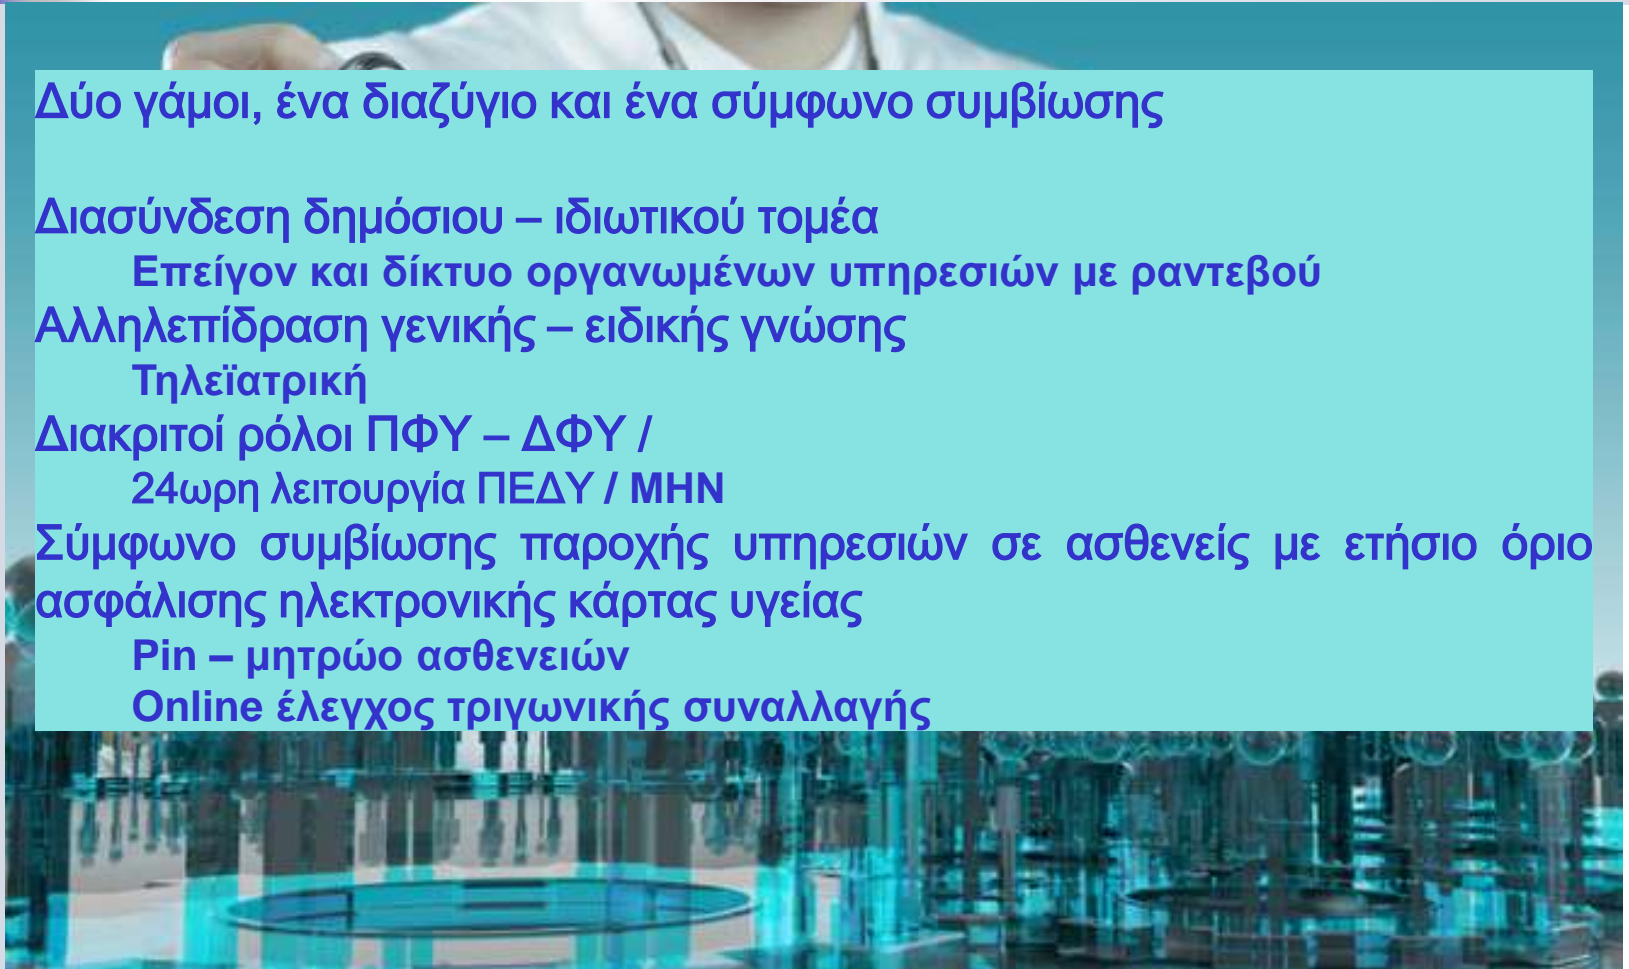 Δύο γάμοι, ένα διαζύγιο και ένα σύμφωνο συμβίωσης
Διασύνδεση δημόσιου – ιδιωτικού τομέα
Επείγον και δίκτυο οργανωμένων υπηρεσιών με ραντεβού
Αλληλεπίδραση γενικής – ειδικής γνώσης
Τηλεϊατρική
Διακριτοί ρόλοι ΠΦΥ – ΔΦΥ /
24ωρη λειτουργία ΠΕΔΥ / ΜΗΝ
Σύμφωνο συμβίωσης παροχής υπηρεσιών σε ασθενείς με ετήσιο όριο
ασφάλισης ηλεκτρονικής κάρτας υγείας
Pin – μητρώο ασθενειών
Online έλεγχος τριγωνικής συναλλαγής